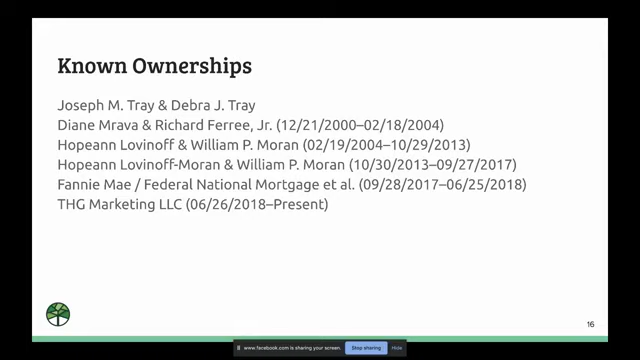 Known Ownerships
Joseph M. Tray & Debra J. Tray
Diane Mrava & Richard Ferree, Jr. (12/21/2000–02/18/2004)
Hopeann Lovinoff & William P. Moran (02/19/2004–10/29/2013)
Hopeann Lovinoff-Moran & William P. Moran (10/30/2013–09/27/2017)
Fannie Mae / Federal National Mortgage et al. (09/28/2017–06/25/2018)
THG Marketing LLC (06/26/2018–Present)
16
www.facebook.com is sharing your screen.
Stop sharing
Hide